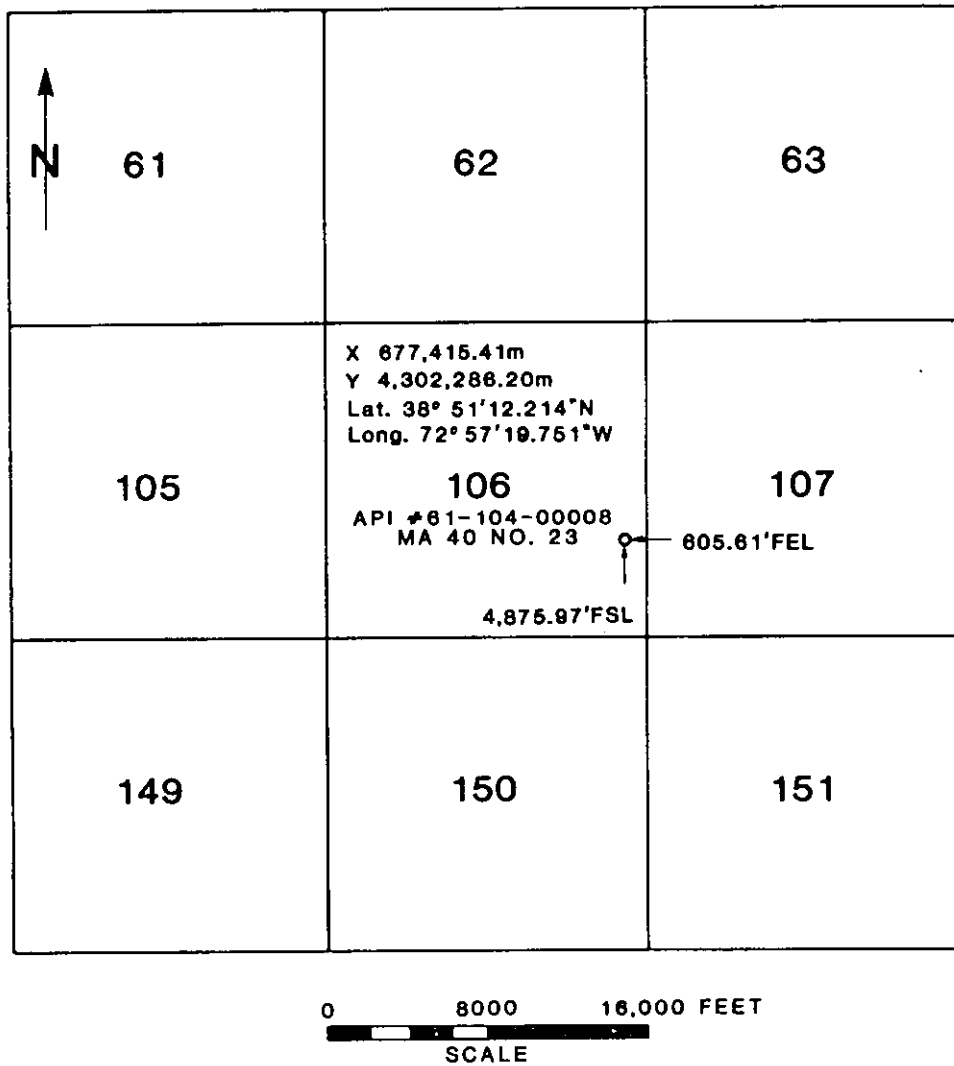 N
61
62
63
X 677,415.41m
Y 4,302,286.20m
Lat. 38° 51'12.214"N
Long. 72° 57'19.751"W
105
106
107
API #61-104-00008
MA 40 NO. 23
605.61'FEL
4,875.97'FSL
149
150
151
0 8000 16,000 FEET
SCALE